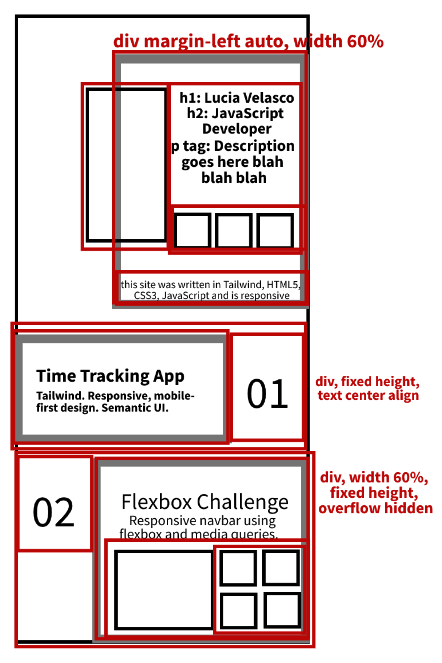 div margin-left auto, width 60%
h1: Lucia Velasco
h2: JavaScript
Developer
p tag: Description
goes here blah
blah blah
this site was written in Tailwind, HTML5,
CSS3, JavaScript and is responsive
Time Tracking App
Tailwind. Responsive, mobile-
first design. Semantic UI.
01
div, fixed height,
text center align
02
Flexbox Challenge
Responsive navbar using
flexbox and media queries.
div, width 60%,
fixed height,
overflow hidden